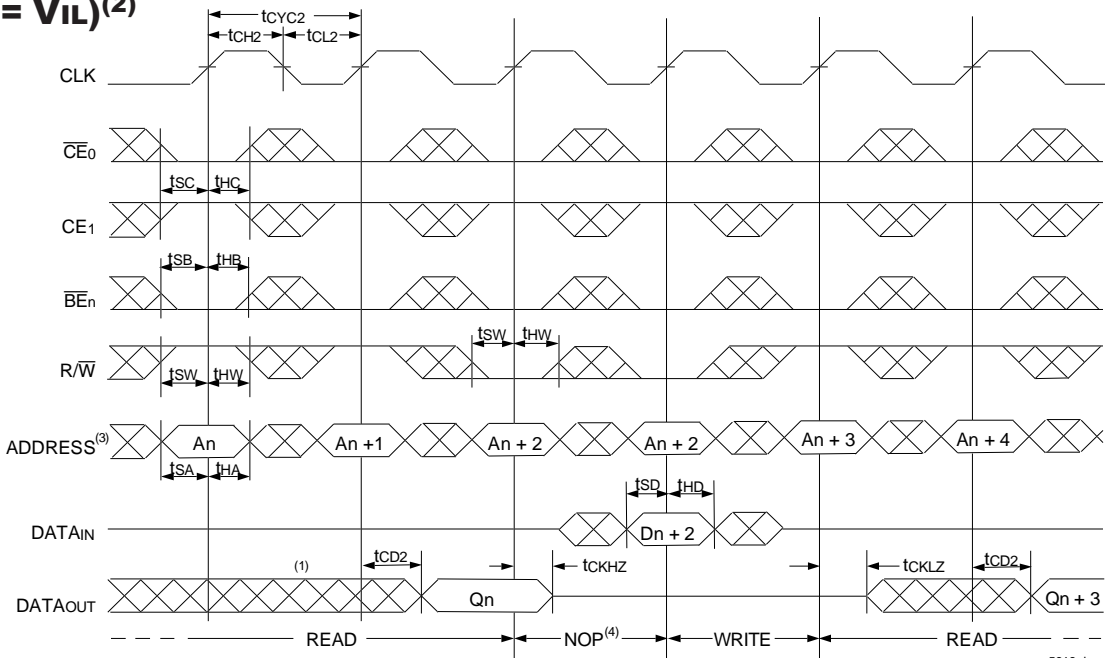 = VIL)(2)
tCYC2
tCH2 tCL2
CLK
CE0
tSC tHC
CE1
tSB tHB
BEn
tSW tHW
R/W
tSW tHW
ADDRESS(3) An An +1 An + 2 An + 2 An + 3 An + 4
tSA tHA
tSD tHD
DATAIN Dn + 2
(1) tCD2 tCKHZ tCKLZ tCD2
DATAOUT Qn Qn + 3
READ NOP(4) WRITE READ